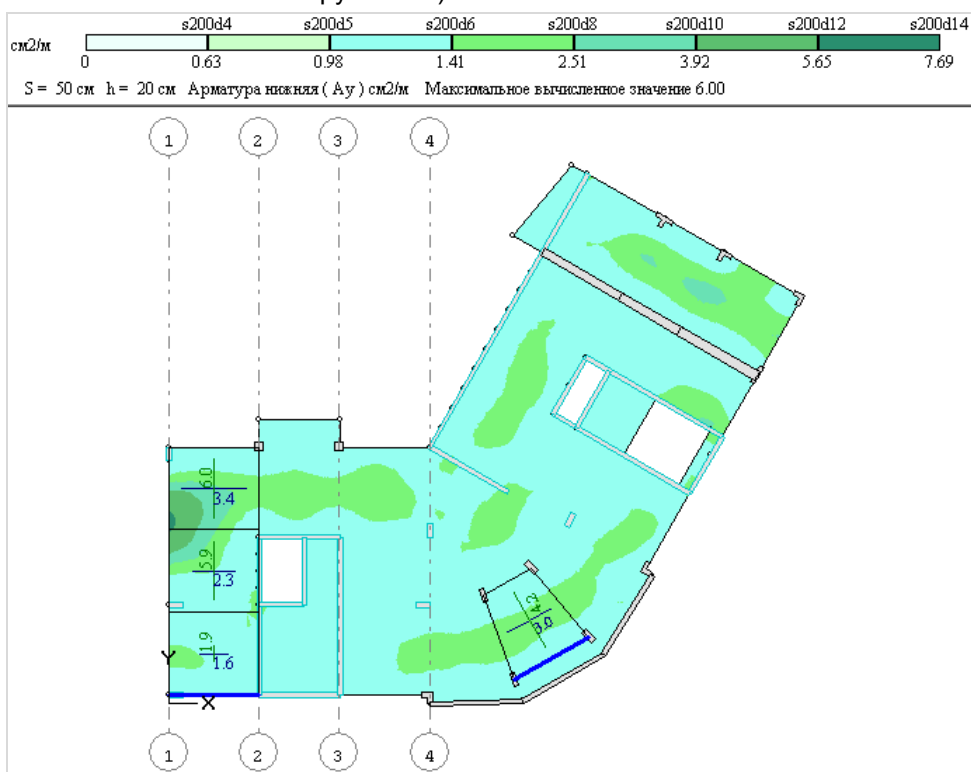 s200d4 s200d5 s200d6 s200d8 s200d10 s200d12 s200d14
см2/м
0 0.63 0.98 1.41 2.51 3.92 5.65 7.69
S = 50 см h = 20 см Арматура нижняя ( Ay ) см2/м Максимальное вычисленное значение 6.00
1 2 3 4
6.0
3.4
5.9
2.3
4.2
3.0
1.9
1.6
Y
X
1 2 3 4